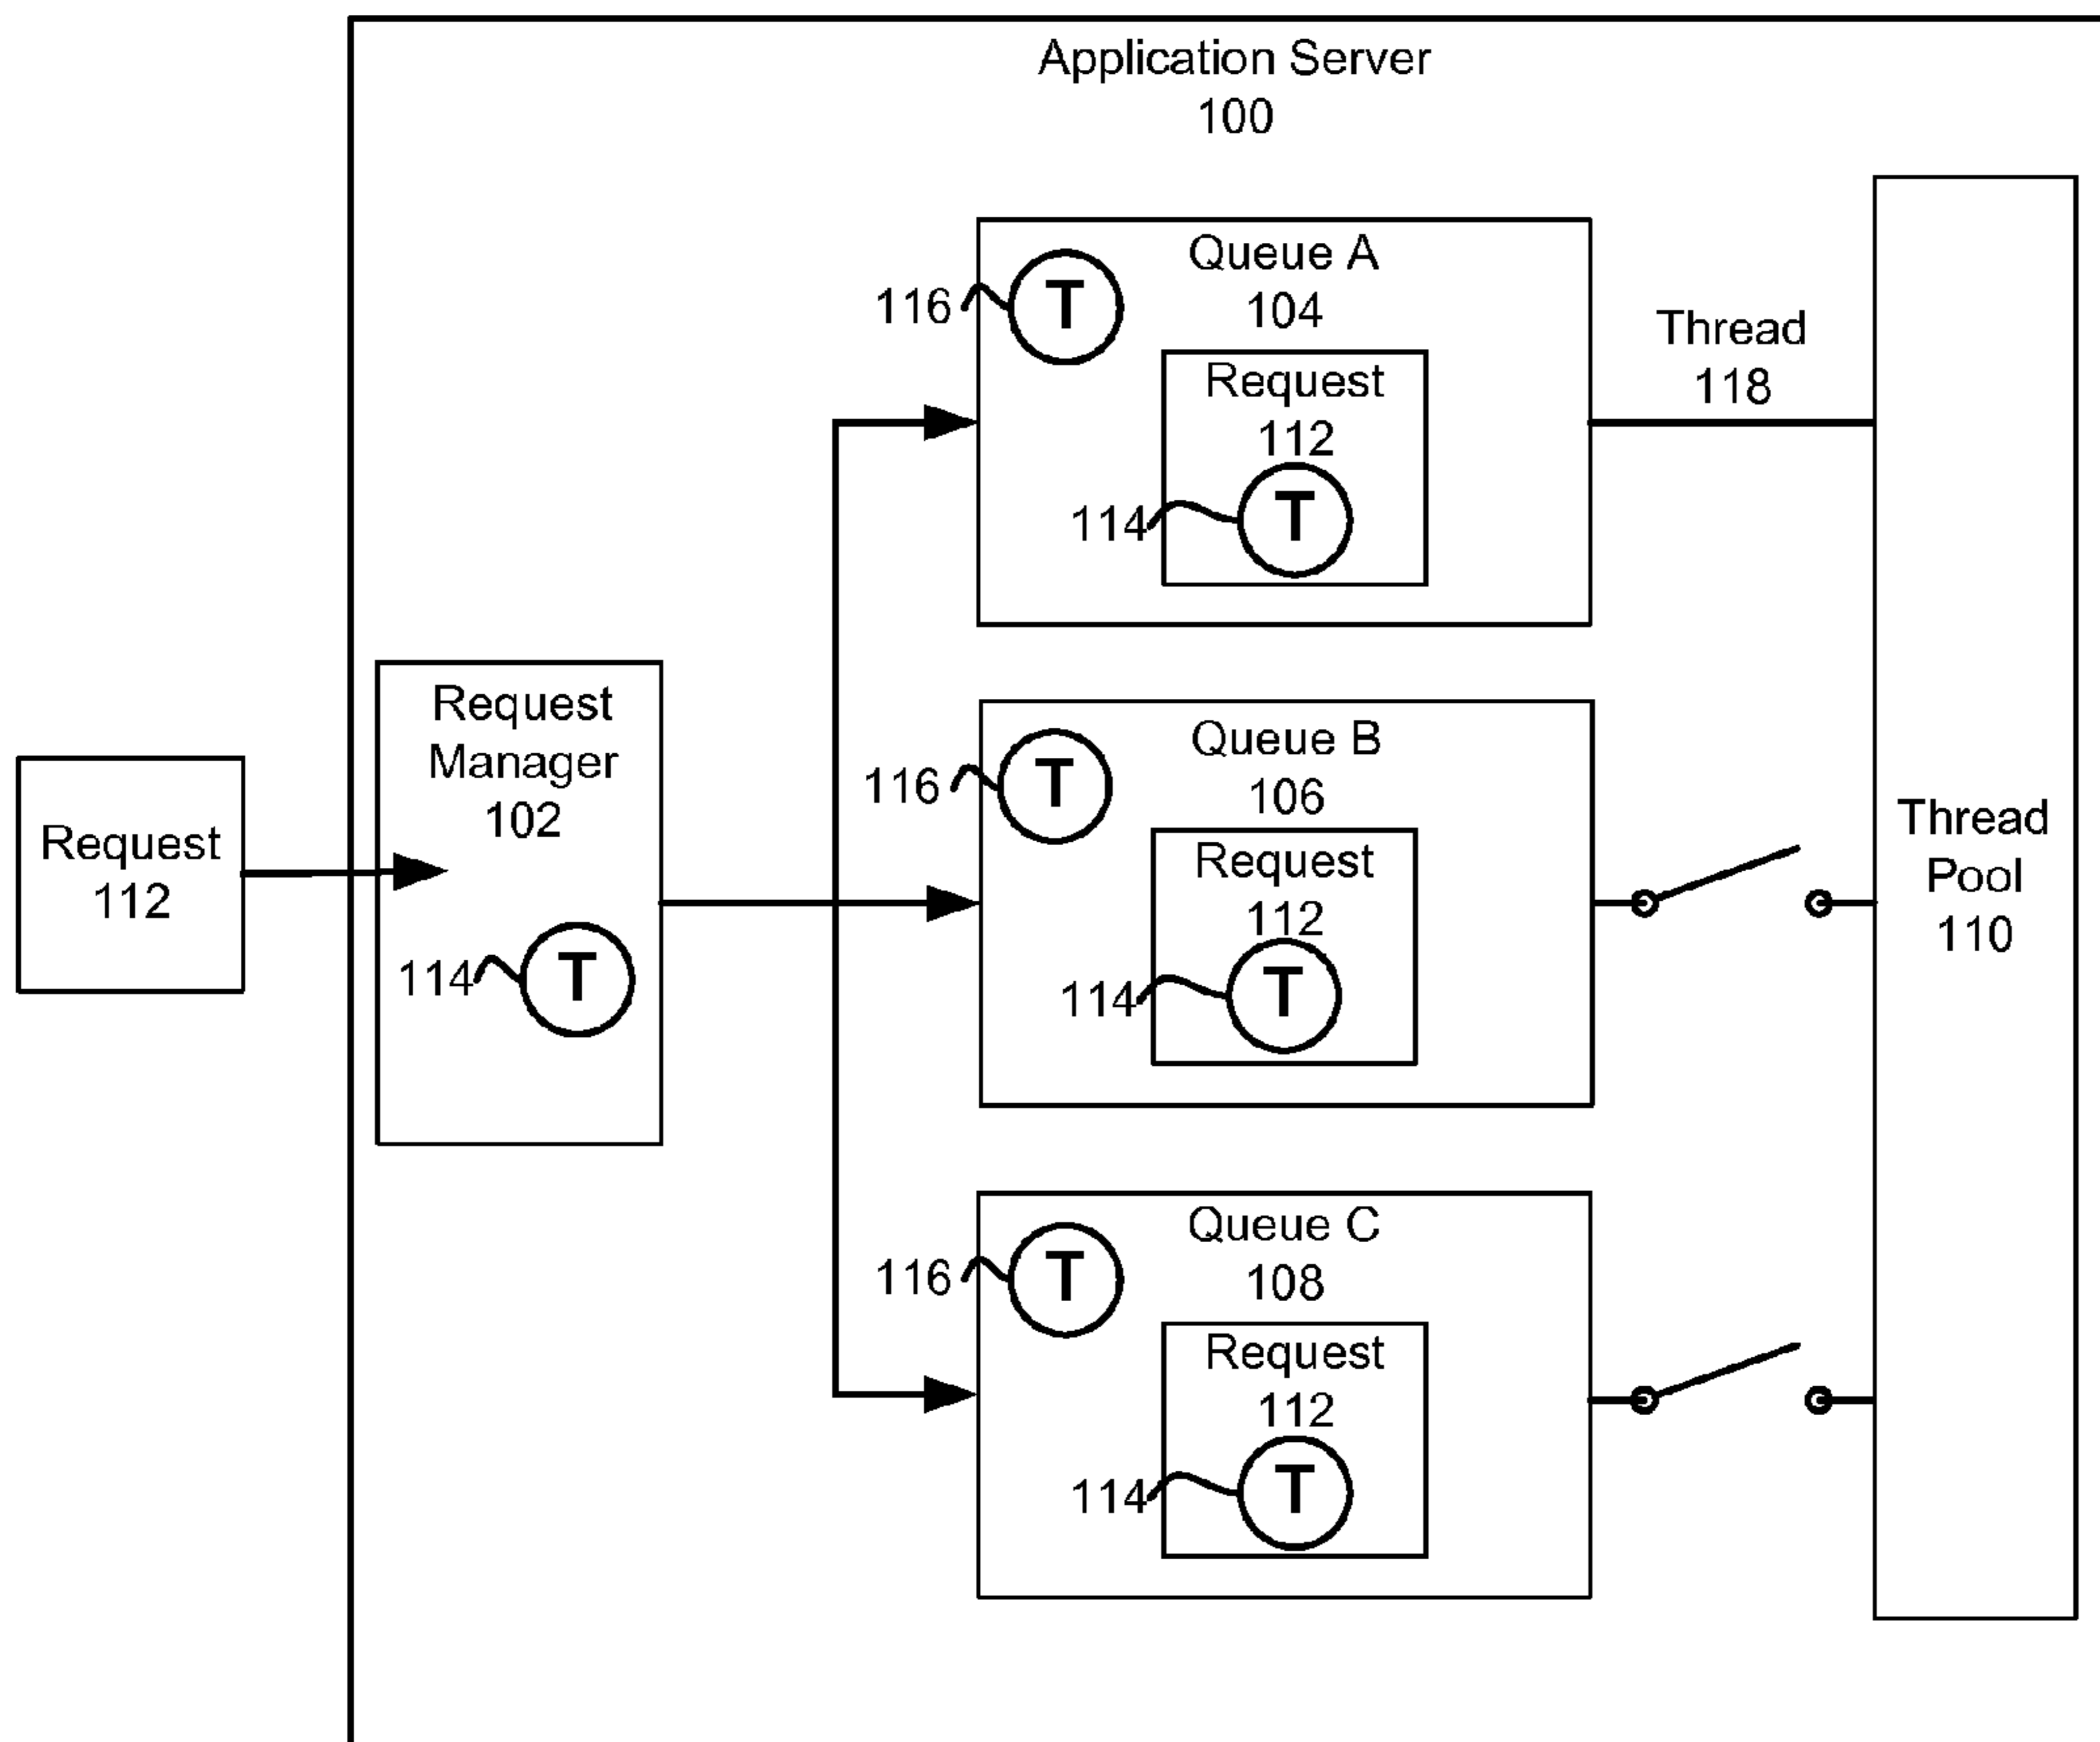 Application Server
100
Request
112
Request
Manager
102
114
T
116
T
Queue A
104
Request
112
114
T
Thread
118
116
T
Queue B
106
Request
112
114
T
116
T
Queue C
108
Request
112
114
T
Thread
Pool
110